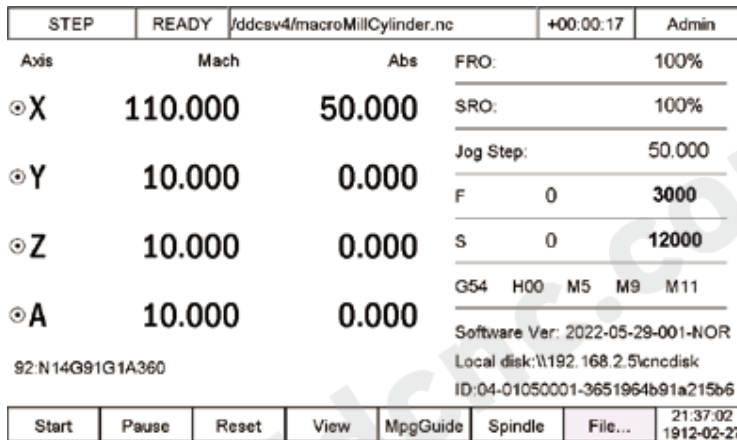 STEP READY /ddcsv4/macroMillCylinder.nc +00:00:17 Admin
Axis Mach Abs FRO: 100%
X 110.000 50.000 SRO: 100%
Jog Step: 50.000
Y 10.000 0.000
F 0 3000
Z 10.000 0.000 S 0 12000
G54 H00 M5 M9 M11
A 10.000 0.000
Software Ver: 2022-05-29-001-NOR
92:N14G91G1A360 Local disk:\\192.168.2.5\cncdisk
ID:04-01050001-3651964b91a215b6
Start Pause Reset View MpgGuide Spindle File... 21:37:02
1912-02-27